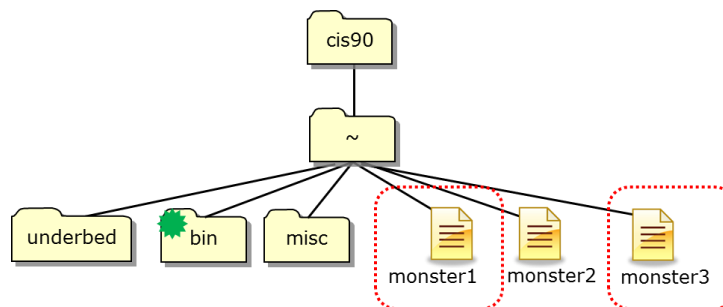 cis90
~
underbed
bin
misc
monster1
monster2
monster3